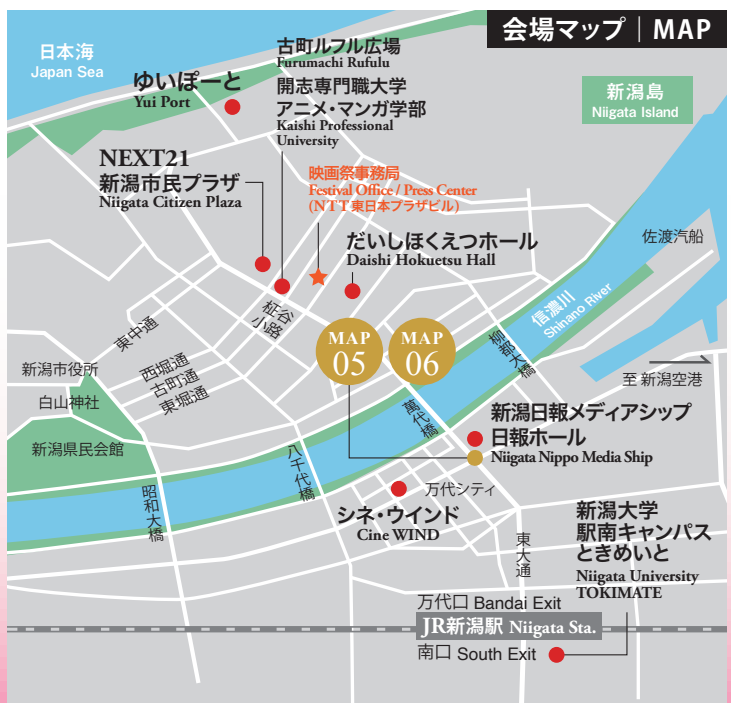 会場マップ｜MAP
日本海
Japan Sea
古町ルフル広場
Furumachi Rufulu
開志専門職大学
アニメ・マンガ学部
Kaishi Professional
University
ゆいぽーと
Yui Port
新潟島
Niigata Island
NEXT21
新潟市民プラザ
Niigata Citizen Plaza
映画祭事務局
Festival Office / Press Center
(NTT東日本プラザビル)
だいしほくえつホール
Daishi Hokuetsu Hall
佐渡汽船
信濃川
Shinano River
柾谷
小路
MAP
05
MAP
06
柳都大橋
東中通
新潟市役所
西堀通
古町通
東堀通
至 新潟空港
白山神社
萬代橋
新潟日報メディアシップ
日報ホール
Niigata Nippo Media Ship
新潟県民会館
八千代橋
昭和大橋
万代シティ
シネ・ウインド
Cine WIND
東大通
新潟大学
駅南キャンパス
ときめいと
Niigata University
TOKIMATE
万代口 Bandai Exit
JR新潟駅 Niigata Sta.
南口 South Exit